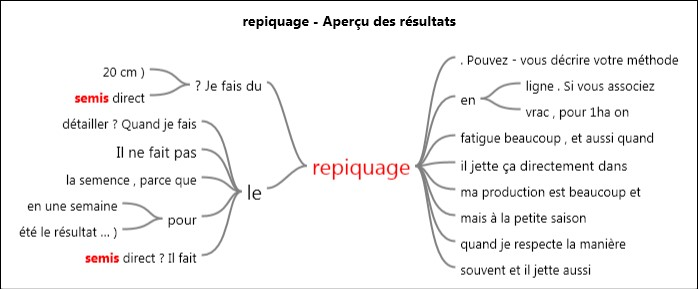 repiquage - Aperçu des résultats
20 cm )
semis direct
? Je fais du
détailler ? Quand je fais
Il ne fait pas
la semence , parce que
en une semaine
été le résultat ... )
pour
semis direct ? Il fait
le
repiquage
. Pouvez - vous décrire votre méthode
en
ligne . Si vous associez
vrac , pour 1ha on
fatigue beaucoup , et aussi quand
il jette ça directement dans
ma production est beaucoup et
mais à la petite saison
quand je respecte la manière
souvent et il jette aussi